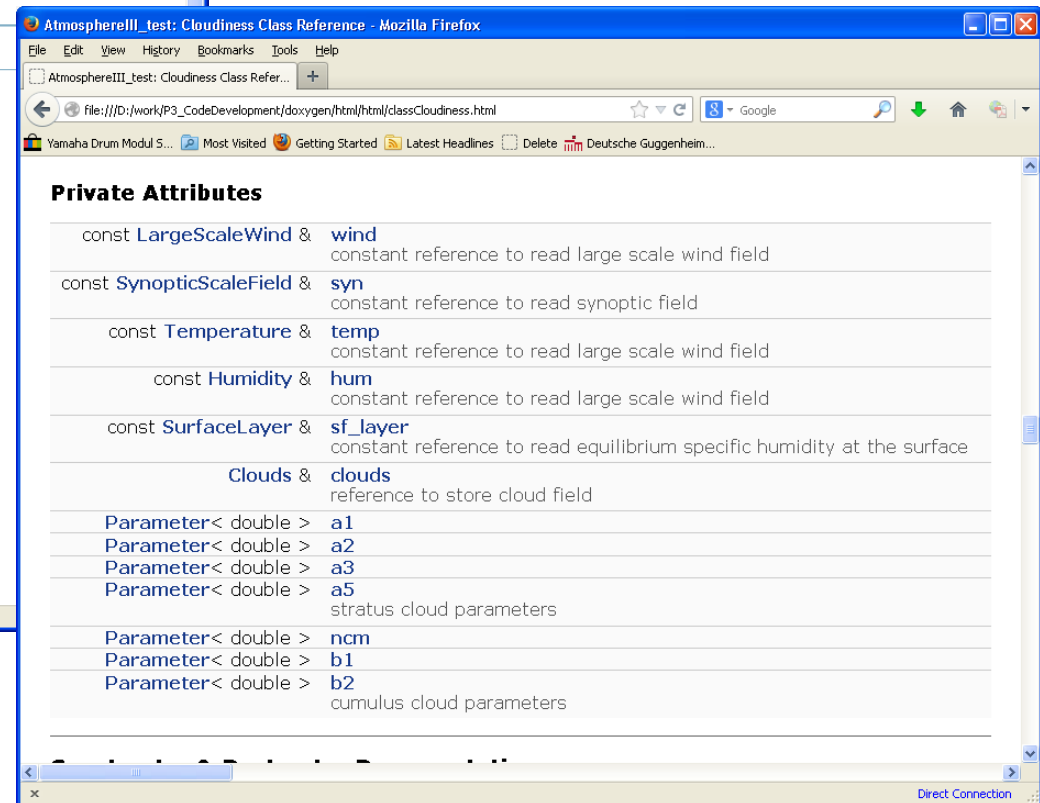 AtmosphereIII_test: Cloudiness Class Reference - Mozilla Firefox
File Edit View History Bookmarks Tools Help
AtmosphereIII_test: Cloudiness Class Refer... +
file:///D:/work/P3_CodeDevelopment/doxygen/html/html/classCloudiness.html 8 Google
Yamaha Drum Modul S... Most Visited Getting Started Latest Headlines Delete Deutsche Guggenheim...
Private Attributes
const LargeScaleWind & wind
constant reference to read large scale wind field
const SynopticScaleField & syn
constant reference to read synoptic field
const Temperature & temp
constant reference to read large scale wind field
const Humidity & hum
constant reference to read large scale wind field
const SurfaceLayer & sf_layer
constant reference to read equilibrium specific humidity at the surface
Clouds & clouds
reference to store cloud field
Parameter< double > a1
Parameter< double > a2
Parameter< double > a3
Parameter< double > a5
stratus cloud parameters
Parameter< double > ncm
Parameter< double > b1
Parameter< double > b2
cumulus cloud parameters
x Direct Connection